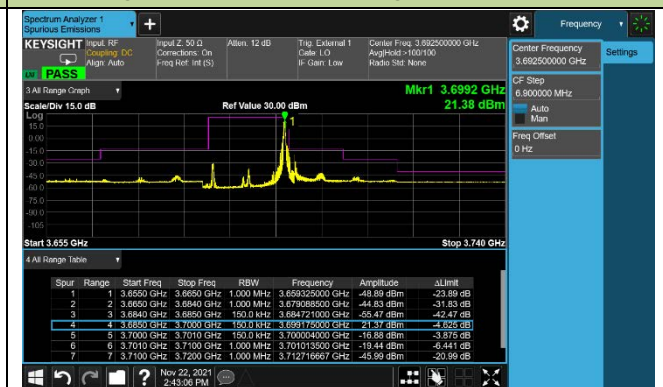 Spectrum Analyzer 1
Spurious Emissions
+
Frequency
KEYSIGHT
Input: RF
Coupling: DC
Align: Auto
Input Z: 50 Ω
Corrections: On
Freq Ref: Int (S)
Atten: 12 dB
Trig: External 1
Gate: LO
IF Gain: Low
Center Freq: 3.692500000 GHz
Avg|Hold:>100/100
Radio Std: None
PASS
Center Frequency
3.692500000 GHz
Settings
CF Step
6.900000 MHz
Auto
Man
Freq Offset
0 Hz
3 All Range Graph
Mkr1 3.6992 GHz
Scale/Div 15.0 dB
Ref Value 30.00 dBm
21.38 dBm
Log
15.0
0.00
-15.0
-30.0
-45.0
-60.0
-75.0
-90.0
-105
1
Start 3.655 GHz
Stop 3.740 GHz
4 All Range Table
Spur Range Start Freq Stop Freq RBW Frequency Amplitude ΔLimit
1 1 3.6550 GHz 3.6650 GHz 1.000 MHz 3.659325000 GHz -48.89 dBm -23.89 dB
2 2 3.6650 GHz 3.6840 GHz 1.000 MHz 3.679088500 GHz -44.83 dBm -31.83 dB
3 3 3.6840 GHz 3.6850 GHz 150.0 kHz 3.684721000 GHz -55.47 dBm -42.47 dB
4 4 3.6850 GHz 3.7000 GHz 150.0 kHz 3.699175000 GHz 21.37 dBm -4.625 dB
5 5 3.7000 GHz 3.7010 GHz 150.0 kHz 3.700004000 GHz -16.88 dBm -3.875 dB
6 6 3.7010 GHz 3.7100 GHz 1.000 MHz 3.701013500 GHz -19.44 dBm -6.441 dB
7 7 3.7100 GHz 3.7200 GHz 1.000 MHz 3.712716667 GHz -45.99 dBm -20.99 dB
Nov 22, 2021
2:43:06 PM